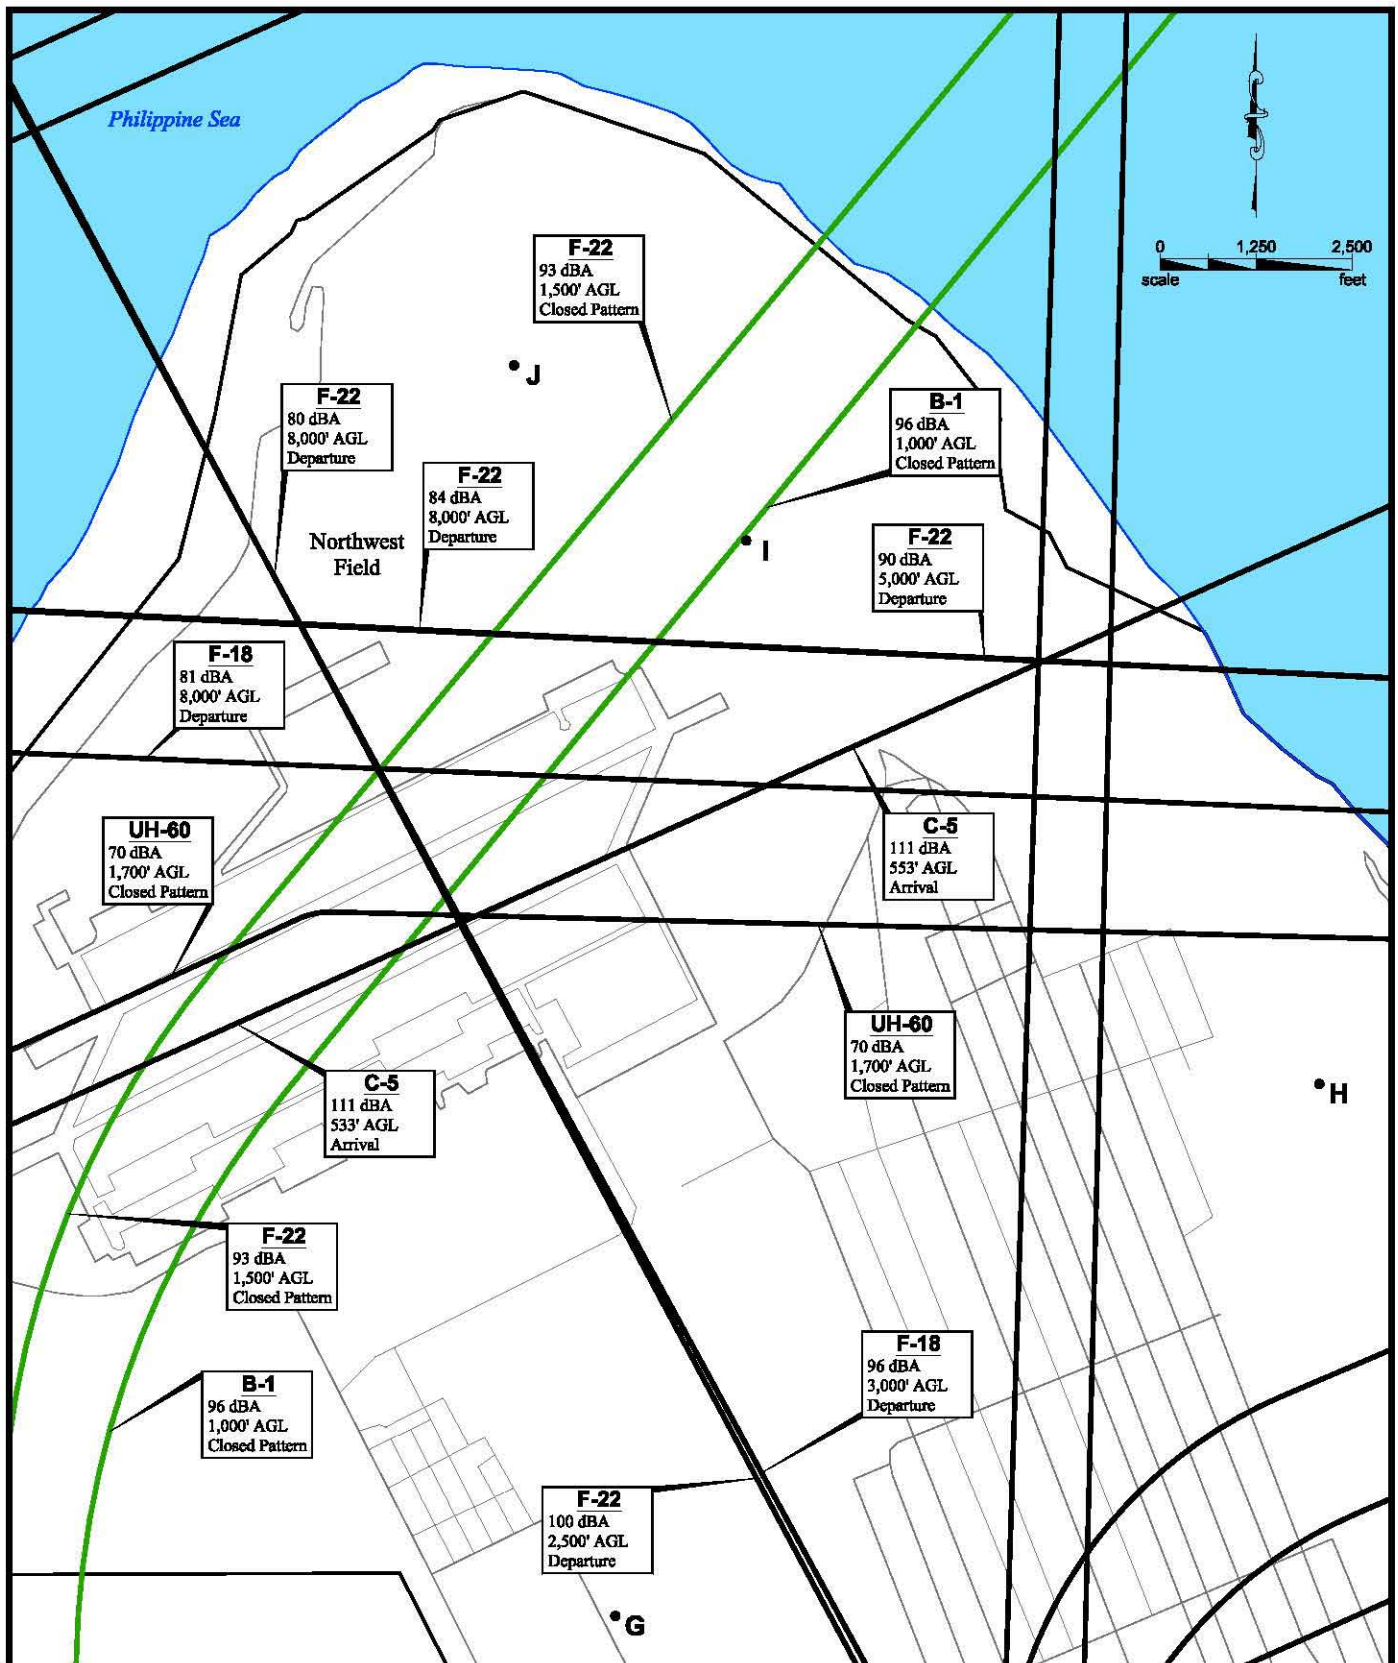 Philippine Sea
0 1,250 2,500
scale feet
F-22
93 dBA
1,500' AGL
Closed Pattern
J
F-22
80 dBA
8,000' AGL
Departure
B-1
96 dBA
1,000' AGL
Closed Pattern
F-22
84 dBA
8,000' AGL
Departure
Northwest
Field
I
F-22
90 dBA
5,000' AGL
Departure
F-18
81 dBA
8,000' AGL
Departure
UH-60
70 dBA
1,700' AGL
Closed Pattern
C-5
111 dBA
553' AGL
Arrival
UH-60
70 dBA
1,700' AGL
Closed Pattern
H
C-5
111 dBA
533' AGL
Arrival
F-22
93 dBA
1,500' AGL
Closed Pattern
F-18
96 dBA
3,000' AGL
Departure
B-1
96 dBA
1,000' AGL
Closed Pattern
F-22
100 dBA
2,500' AGL
Departure
G